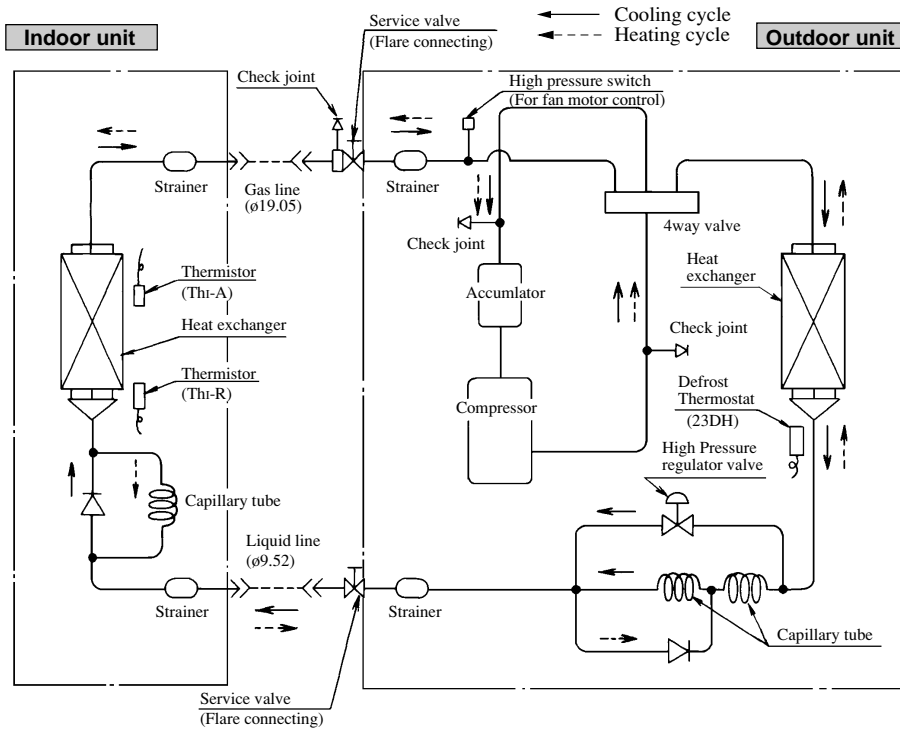 Service valve
(Flare connecting)
Cooling cycle
Heating cycle
Indoor unit
Outdoor unit
Check joint
High pressure switch
(For fan motor control)
Strainer
Gas line
(ø19.05)
Strainer
4way valve
Check joint
Thermistor
(ThI-A)
Heat exchanger
Accumlator
Heat
exchanger
Check joint
Thermistor
(ThI-R)
Compressor
Defrost
Thermostat
(23DH)
High Pressure
regulator valve
Capillary tube
Liquid line
(ø9.52)
Strainer
Strainer
Capillary tube
Service valve
(Flare connecting)